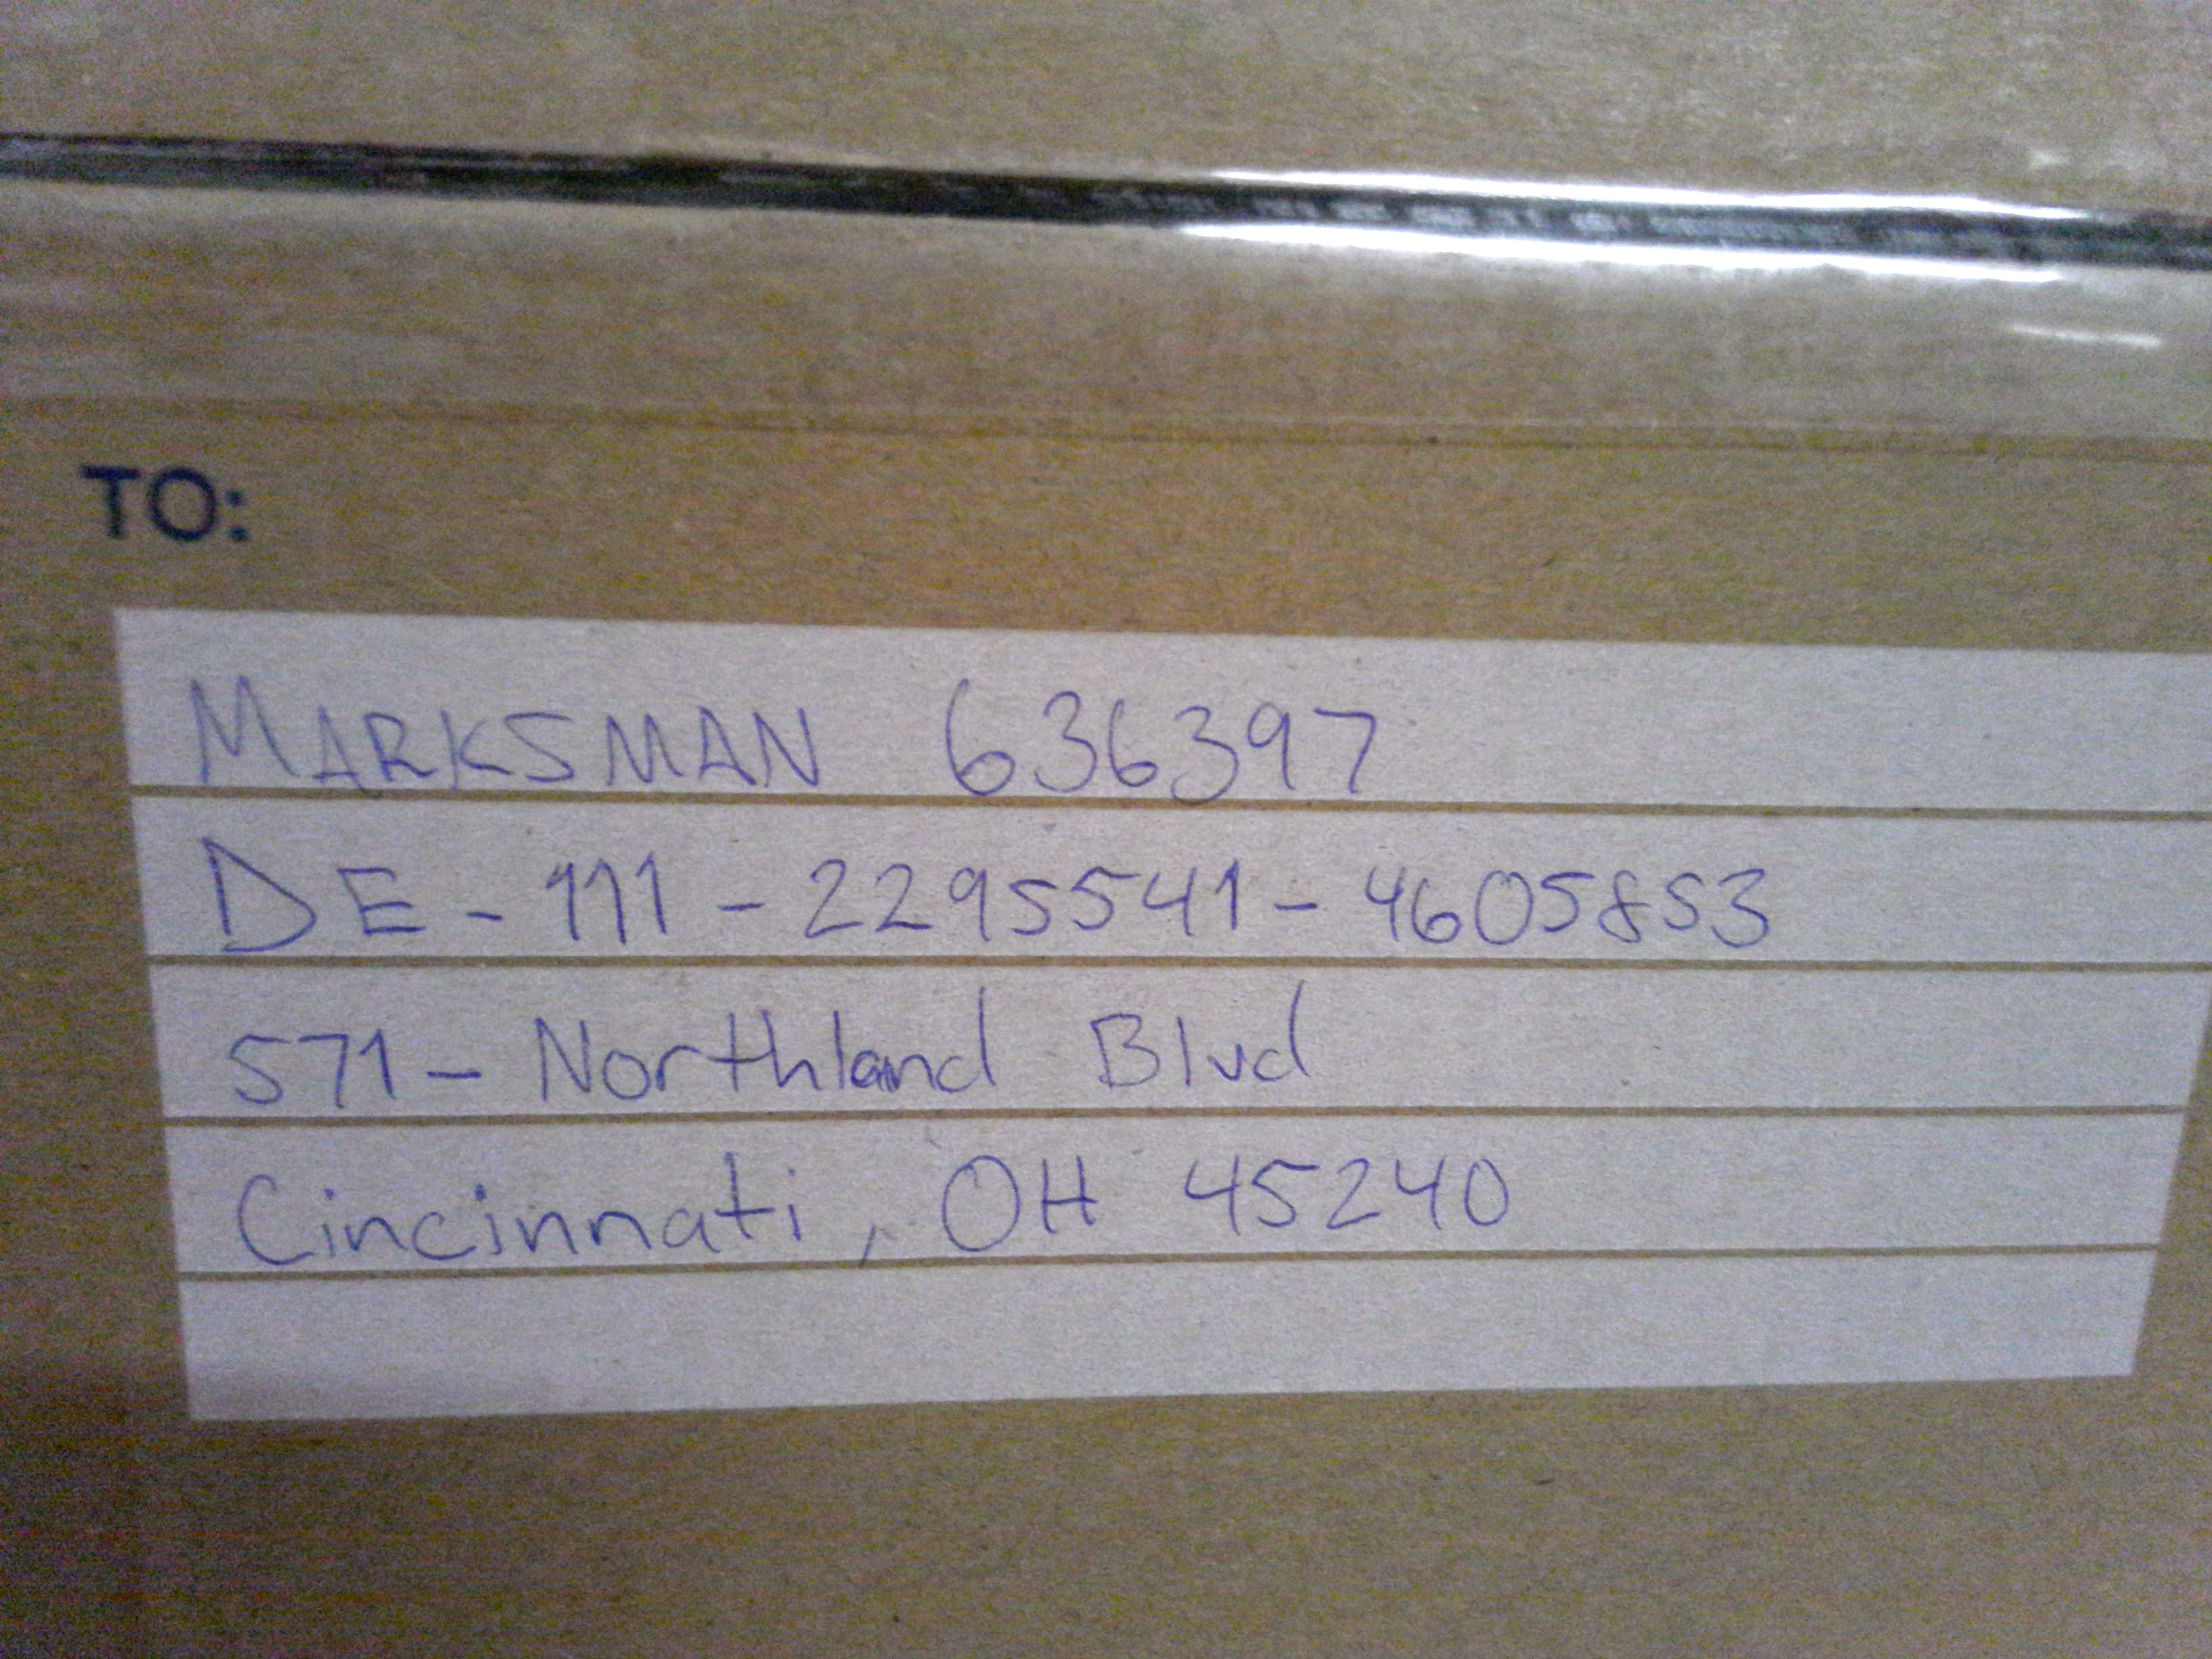 TO:
MARKSMAN 636397
DE - 111 - 2295541 - 4605853
571 - Northland Blvd
Cincinnati, OH 45240